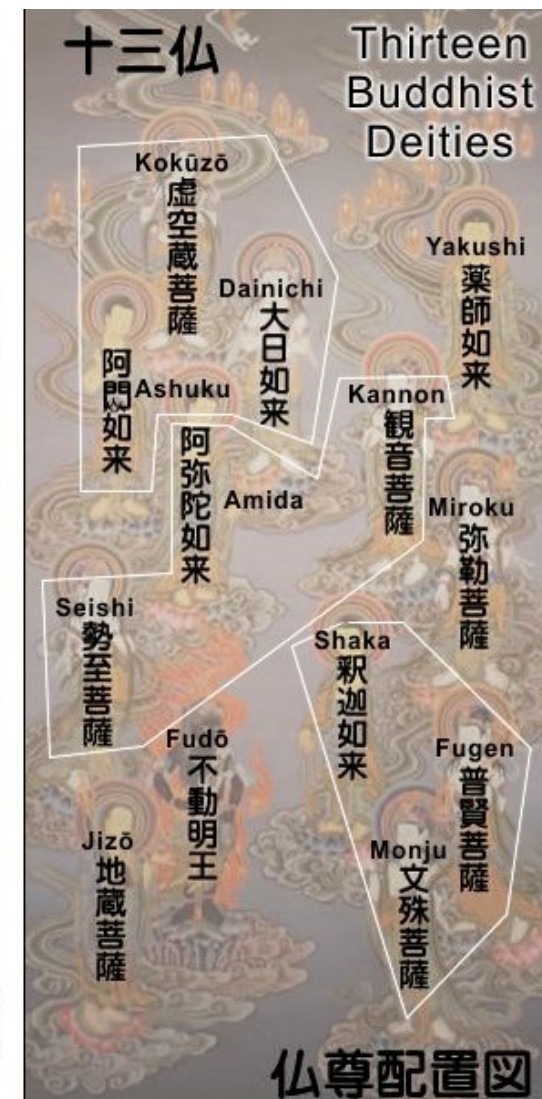 十三仏
Thirteen
Buddhist
Deities
Kokūzō
虚空蔵菩薩
Dainichi
大日如来
Yakushi
薬師如来
Ashuku
阿閦如来
Kannon
観音菩薩
Amida
阿弥陀如来
Miroku
弥勒菩薩
Seishi
勢至菩薩
Shaka
釈迦如来
Fudō
不動明王
Fugen
普賢菩薩
Jizō
地蔵菩薩
Monju
文殊菩薩
仏尊配置図